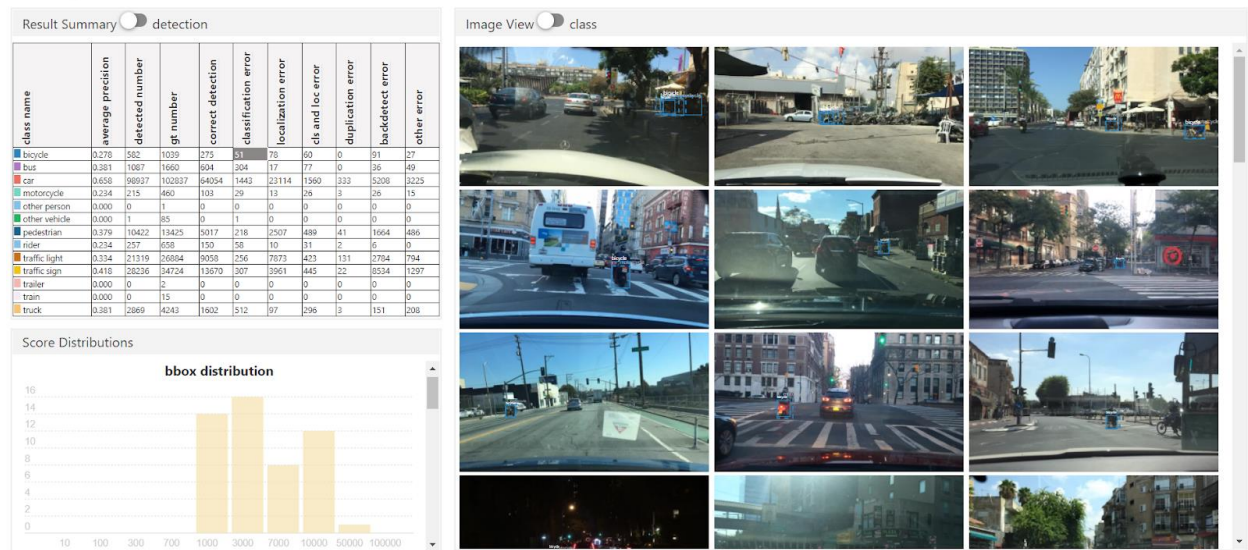 Result Summary detection
class name average precision detected number gt number correct detection classification error localization error cls and loc error duplication error backdetect error other error
bicycle 0.278 582 1039 275 51 78 60 0 91 27
bus 0.381 1087 1660 604 304 17 77 0 36 49
car 0.658 98937 102837 64054 1443 23114 1560 333 5208 3225
motorcycle 0.234 215 460 103 29 13 26 3 26 15
other person 0.000 0 1 0 0 0 0 0 0 0
other vehicle 0.000 1 85 0 1 0 0 0 0 0
pedestrian 0.379 10422 13425 5017 218 2507 489 41 1664 486
rider 0.234 257 658 150 58 10 31 2 6 0
traffic light 0.334 21319 26884 9058 256 7873 423 131 2784 794
traffic sign 0.418 28236 34724 13670 307 3961 445 22 8534 1297
trailer 0.000 0 2 0 0 0 0 0 0 0
train 0.000 0 15 0 0 0 0 0 0 0
truck 0.381 2869 4243 1602 512 97 296 3 151 208
Score Distributions
bbox distribution
16
14
12
10
8
6
4
2
0
10 100 300 700 1000 3000 7000 10000 50000 100000
Image View class
bicycle
bicycle